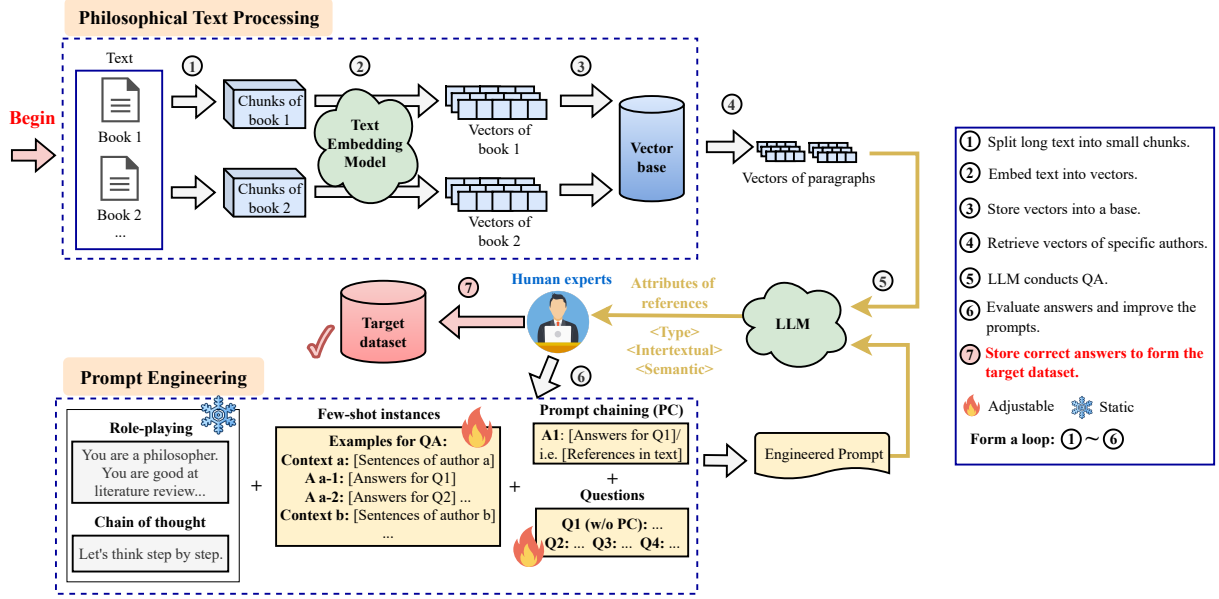 Philosophical Text Processing
Begin
Text
Book 1
Book 2
...
1
Chunks of
book 1
Chunks of
book 2
2
Text
Embedding
Model
Vectors of
book 1
Vectors of
book 2
3
Vector
base
4
Vectors of paragraphs
1 Split long text into small chunks.
2 Embed text into vectors.
3 Store vectors into a base.
4 Retrieve vectors of specific authors.
5 LLM conducts QA.
6 Evaluate answers and improve the
prompts.
7 Store correct answers to form the
target dataset.
Adjustable
Static
Form a loop: 1 ~ 6
5
LLM
Attributes of
references
<Type>
<Intertextual>
<Semantic>
Human experts
7
Target
dataset
6
Prompt Engineering
Role-playing
You are a philosopher.
You are good at
literature review...
Chain of thought
Let's think step by step.
+
Few-shot instances
Examples for QA:
Context a: [Sentences of author a]
A a-1: [Answers for Q1]
A a-2: [Answers for Q2] ...
Context b: [Sentences of author b]
...
+
Prompt chaining (PC)
A1: [Answers for Q1]/
i.e. [References in text]
+
Questions
Q1 (w/o PC): ...
Q2: ... Q3: ... Q4: ...
Engineered Prompt